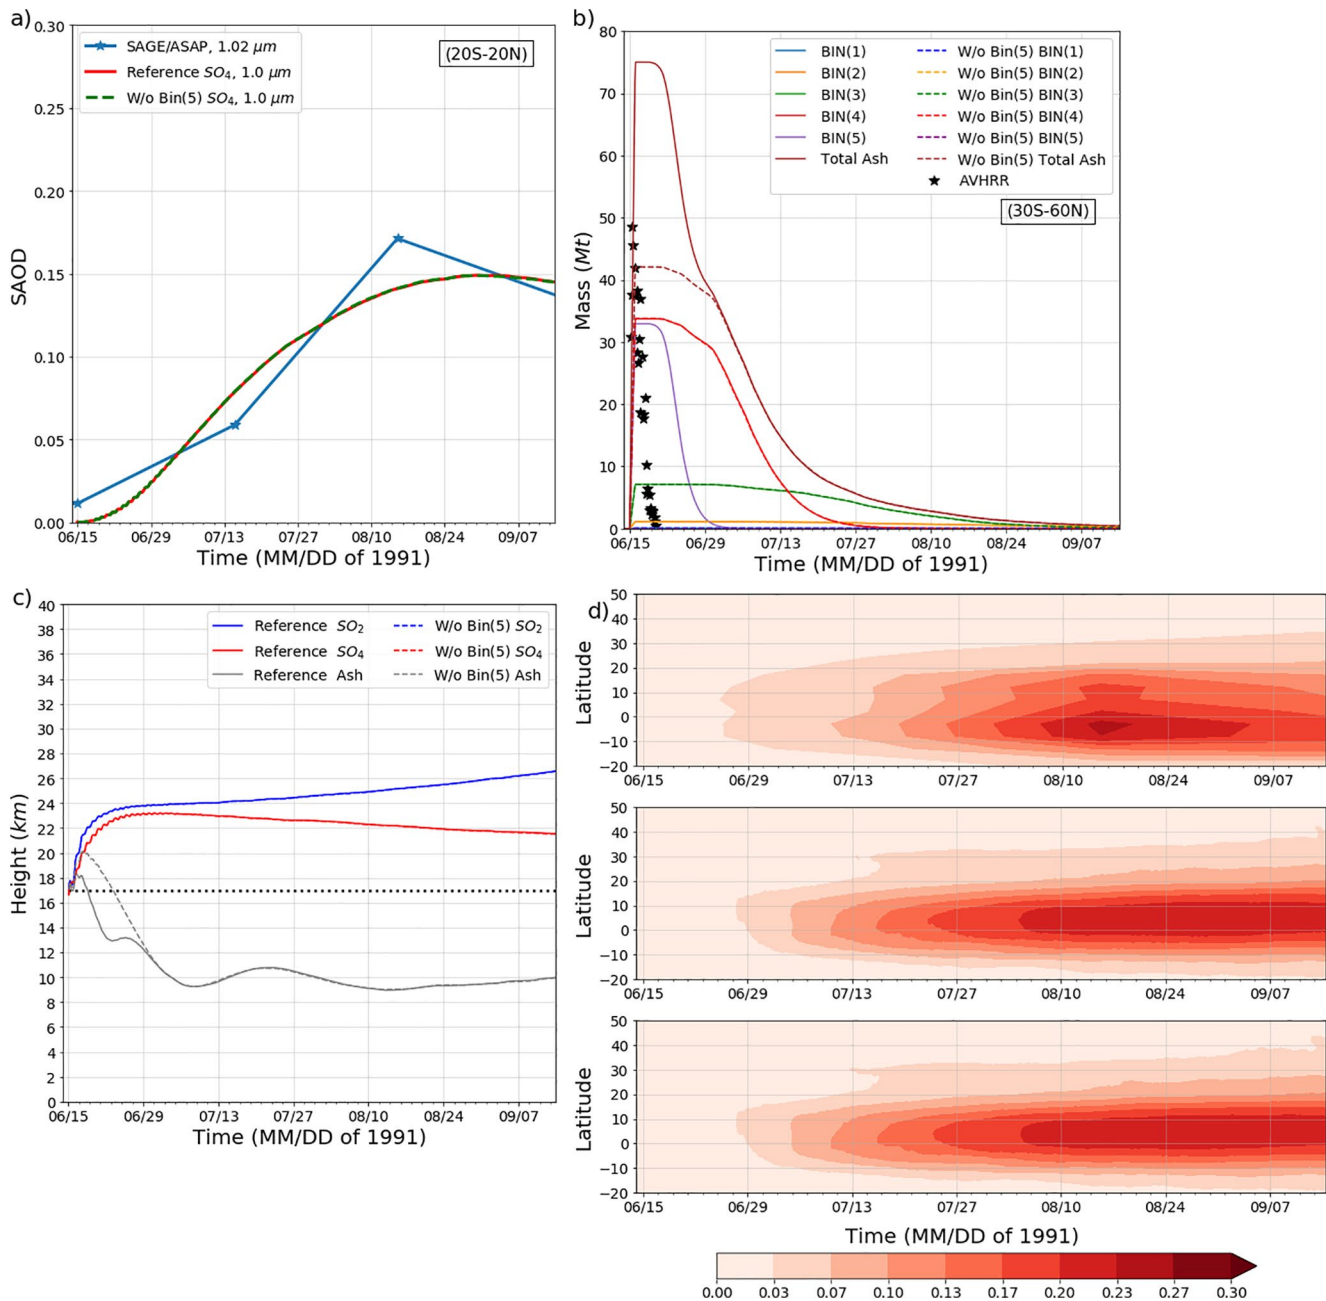 a)
0.30
0.25
0.20
0.15
0.10
0.05
0.00
SAOD
SAGE/ASAP, 1.02 μm
Reference SO4, 1.0 μm
W/o Bin(5) SO4, 1.0 μm
(20S-20N)
06/15 06/29 07/13 07/27 08/10 08/24 09/07
Time (MM/DD of 1991)
b)
80
70
60
50
40
30
20
10
0
Mass (Mt)
BIN(1)
BIN(2)
BIN(3)
BIN(4)
BIN(5)
Total Ash
W/o Bin(5) BIN(1)
W/o Bin(5) BIN(2)
W/o Bin(5) BIN(3)
W/o Bin(5) BIN(4)
W/o Bin(5) BIN(5)
W/o Bin(5) Total Ash
AVHRR
(30S-60N)
06/15 06/29 07/13 07/27 08/10 08/24 09/07
Time (MM/DD of 1991)
c)
40
38
36
34
32
30
28
26
24
22
20
18
16
14
12
10
8
6
4
2
0
Height (km)
Reference SO2
Reference SO4
Reference Ash
W/o Bin(5) SO2
W/o Bin(5) SO4
W/o Bin(5) Ash
06/15 06/29 07/13 07/27 08/10 08/24 09/07
Time (MM/DD of 1991)
d)
50
40
30
20
10
0
−10
−20
Latitude
06/15 06/29 07/13 07/27 08/10 08/24 09/07
50
40
30
20
10
0
−10
−20
Latitude
06/15 06/29 07/13 07/27 08/10 08/24 09/07
50
40
30
20
10
0
−10
−20
Latitude
06/15 06/29 07/13 07/27 08/10 08/24 09/07
Time (MM/DD of 1991)
0.00 0.03 0.07 0.10 0.13 0.17 0.20 0.23 0.27 0.30